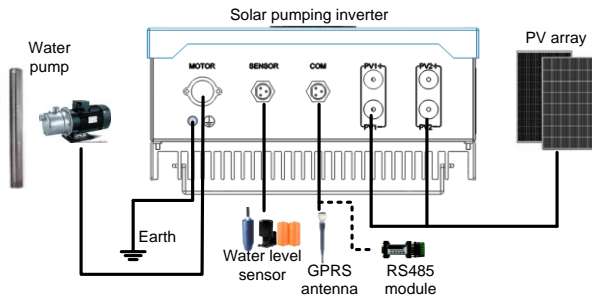 Solar pumping inverter
Water
pump
PV array
MOTOR
SENSOR
COM
PV1+
PV2+
PV1-
PV2-
Earth
Water level
sensor
GPRS
antenna
RS485
module